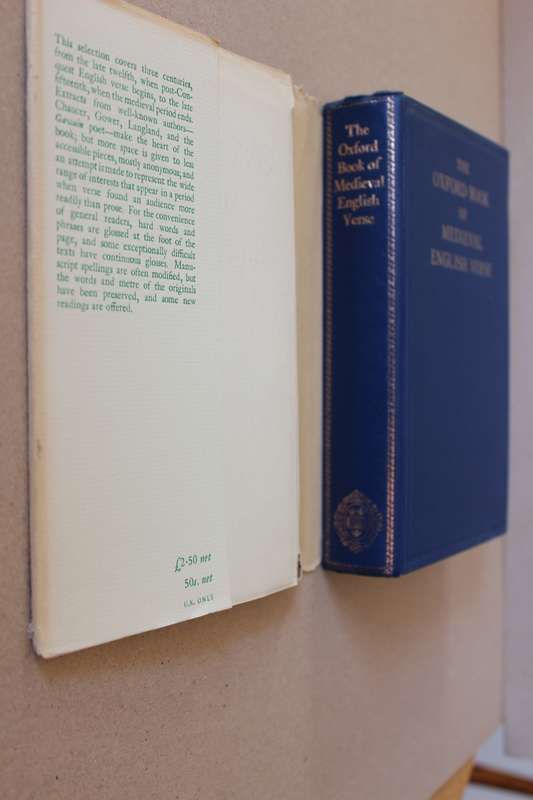 This selection covers three centuries,
from the late twelfth, when post-Con-
quest English verse begins, to the late
fifteenth, when the medieval period ends.
Extracts from well-known authors—
Chaucer, Gower, Langland, and the
Gawain poet—make the heart of the
book; but more space is given to less
accessible pieces, mostly anonymous; and
an attempt is made to represent the wide
range of interests that appear in a period
when verse found an audience more
readily than prose. For the convenience
of general readers, hard words and
phrases are glossed at the foot of the
page, and some exceptionally difficult
texts have continuous glosses. Manu-
script spellings are often modified, but
the words and metre of the originals
have been preserved, and some new
readings are offered.
£2·50 net
50s. net
U.K. ONLY
The
Oxford
Book of
Medieval
English
Verse
THE
OXFORD BOOK
OF
MEDIEVAL
ENGLISH VERSE